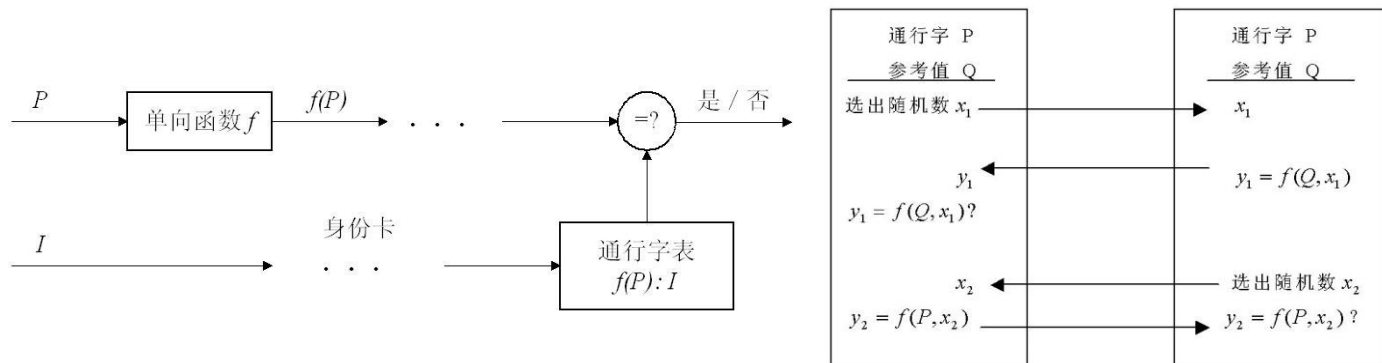 P
单向函数 f
f(P)
. . .
=?
是 / 否
I
身份卡
. . .
通行字表
f(P): I
通行字 P
参考值 Q
选出随机数 x₁
y₁
y₁ = f(Q, x₁)?
x₂
y₂ = f(P, x₂)
通行字 P
参考值 Q
x₁
y₁ = f(Q, x₁)
选出随机数 x₂
y₂ = f(P, x₂) ?